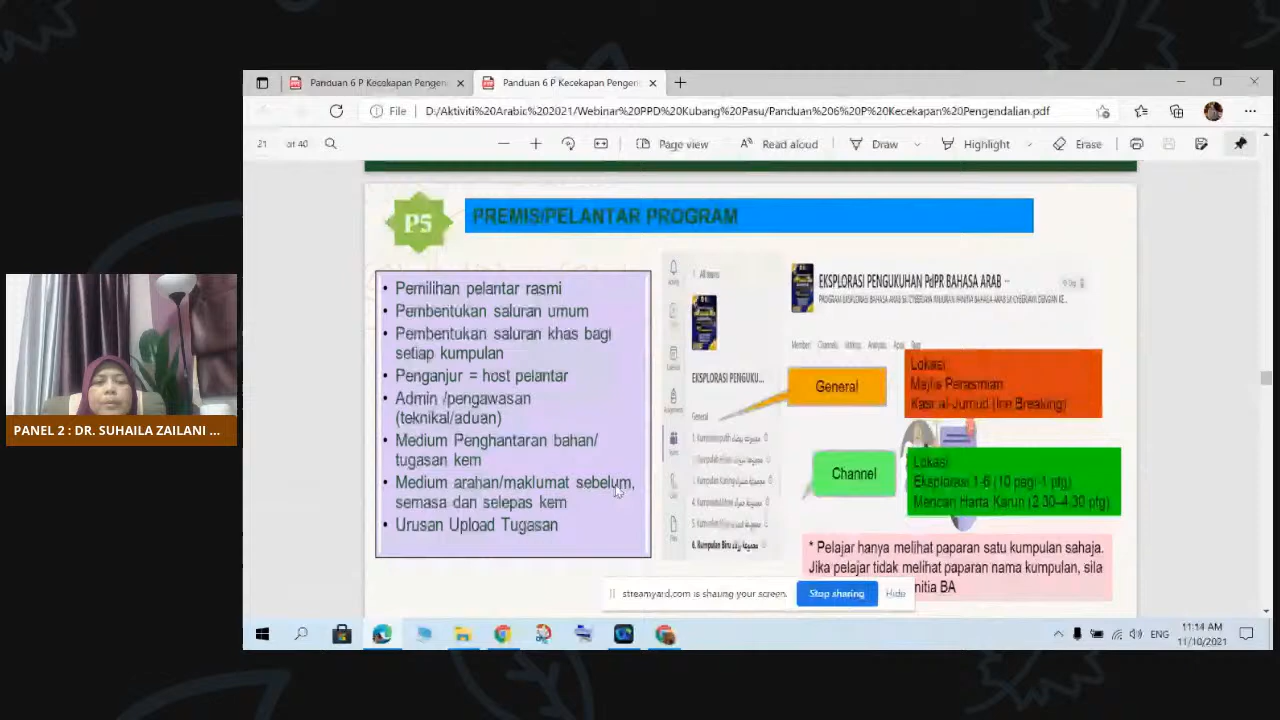 Panduan 6 P Kecekapan Pengen
Panduan 6 P Kecekapan Pengen
File
D:/Aktiviti%20Arabic%202021/Webinar%20PPD%20Kubang%20Pasu/Panduan%206%20P%20Kecekapan%20Pengendalian.pdf
21 of 40
Page view
Read aloud
Draw
Highlight
Erase
P5
PREMIS/PELANTAR PROGRAM
• Pemilihan pelantar rasmi
• Pembentukan saluran umum
• Pembentukan saluran khas bagi
setiap kumpulan
• Penganjur = host pelantar
• Admin /pengawasan
(teknikal/aduan)
• Medium Penghantaran bahan/
tugasan kem
• Medium arahan/maklumat sebelum,
semasa dan selepas kem
• Urusan Upload Tugasan
All teams
EKSPLORASI PENGUKU...
General
6. Kumpulan Biru
EKSPLORASI PENGUKUHAN PdPR BAHASA ARAB
General
Lokasi
Majlis Perasmian
Kasr al-Jumud (Ice Breaking)
Channel
Lokasi
Eksplorasi 1-6 (10 pagi-1 ptg)
Mencari Harta Karun (2.30–4.30 ptg)
* Pelajar hanya melihat paparan satu kumpulan sahaja.
Jika pelajar tidak melihat paparan nama kumpulan, sila
nitia BA
streamyard.com is sharing your screen.
Stop sharing
Hide
PANEL 2 : DR. SUHAILA ZAILANI ...
ENG
11:14 AM
11/10/2021